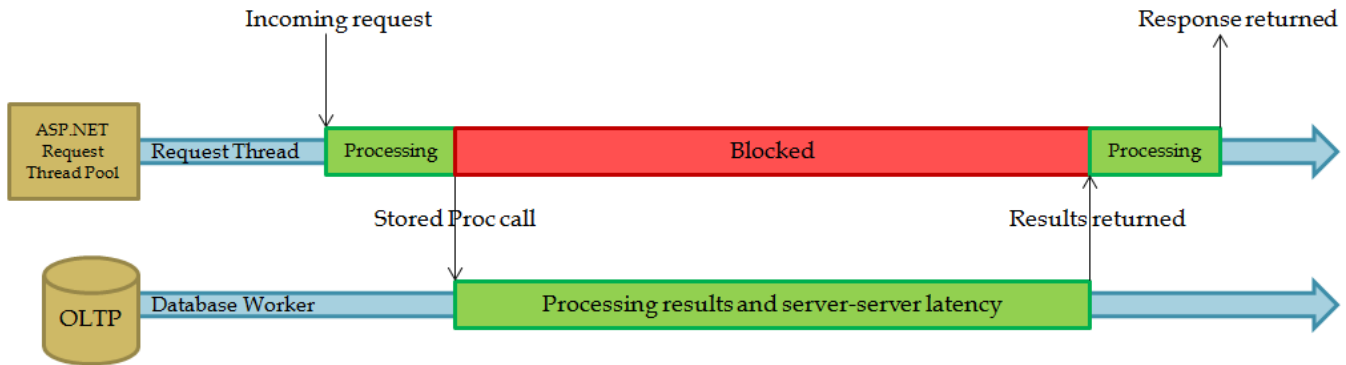 Incoming request
Response returned
ASP.NET
Request
Thread Pool
Request Thread
Processing
Blocked
Processing
Stored Proc call
Results returned
OLTP
Database Worker
Processing results and server-server latency